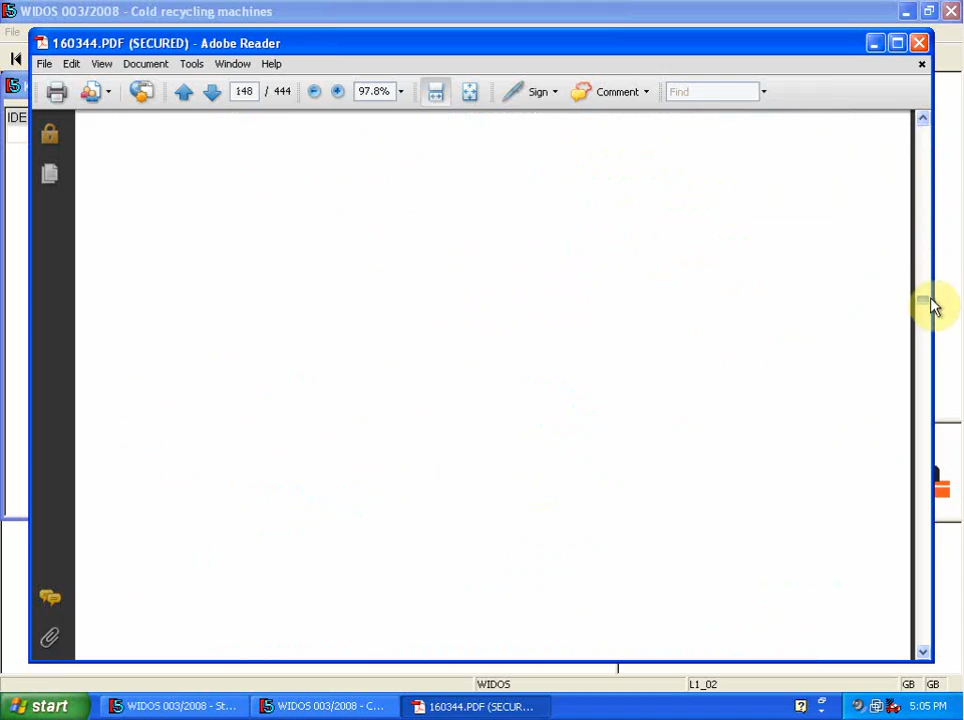 WIDOS 003/2008 - Cold recycling machines
File
160344.PDF (SECURED) - Adobe Reader
File Edit View Document Tools Window Help
148 / 444 97.8% Sign Comment Find
IDE
WIDOS L1_02 GB GB
start WIDOS 003/2008 - St... WIDOS 003/2008 - C... 160344.PDF (SECUR... 5:05 PM